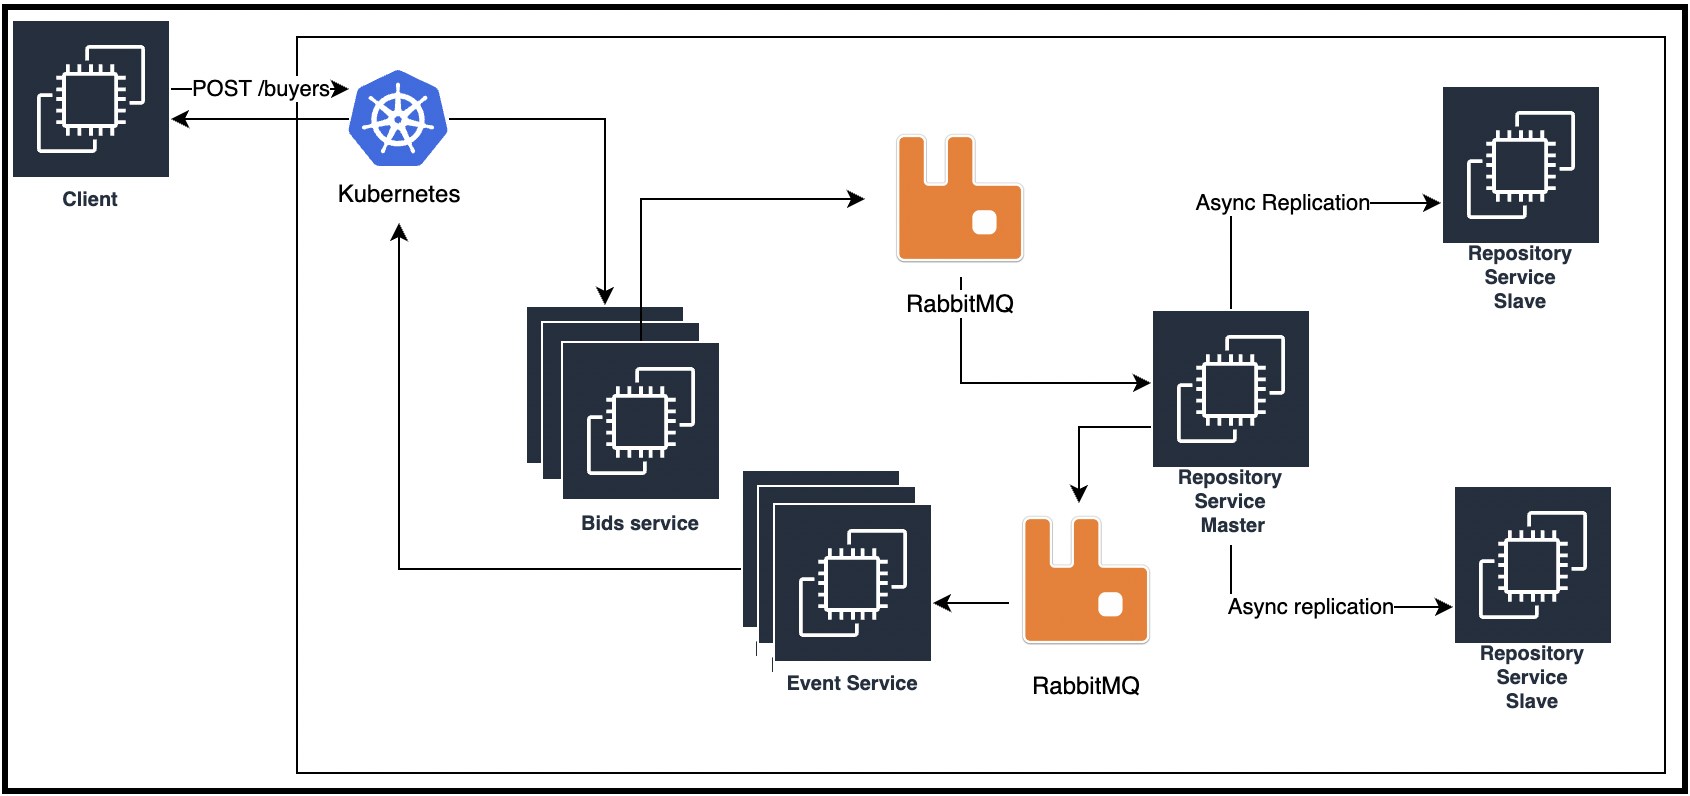 POST /buyers
Client
Kubernetes
Async Replication
Repository
Service
Slave
RabbitMQ
Repository
Service
Master
Bids service
Async replication
Event Service
RabbitMQ
Repository
Service
Slave